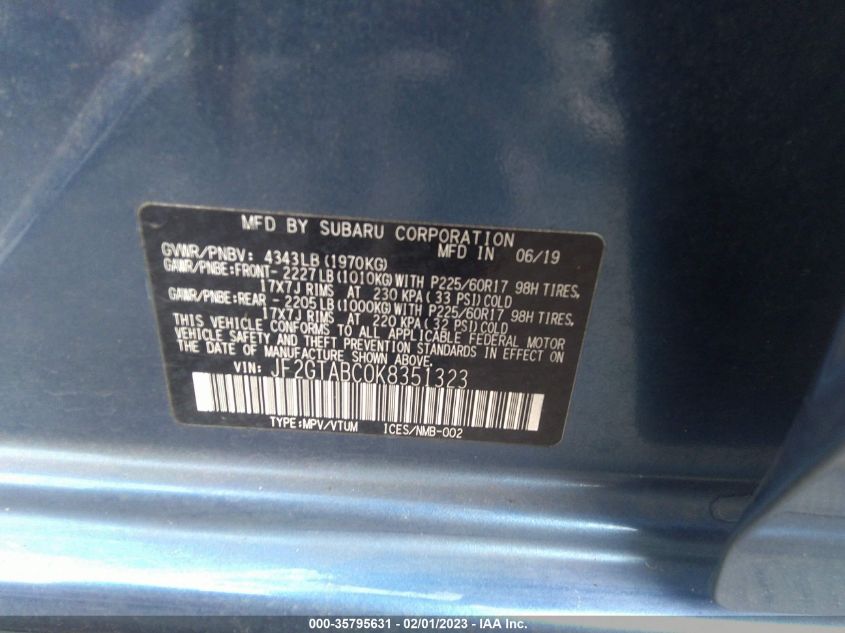 MFD BY SUBARU CORPORATION
GVWR/PNBV: 4343LB(1970KG) MFD IN 06/19
GAWR/PNBE:FRONT- 2227LB(1010KG)WITH P225/60R17 98H TIRES,
17X7J RIMS AT 230 KPA(33 PSI)COLD
GAWR/PNBE:REAR - 2205LB(1000KG)WITH P225/60R17 98H TIRES,
17X7J RIMS AT 220 KPA(32 PSI)COLD
THIS VEHICLE CONFORMS TO ALL APPLICABLE FEDERAL MOTOR
VEHICLE SAFETY AND THEFT PREVENTION STANDARDS IN EFFECT ON
THE DATE OF MANUFACTURE SHOWN ABOVE.
VIN: JF2GTABC0K8351323
TYPE:MPV/VTUM ICES/NMB-002
000-35795631 - 02/01/2023 - IAA Inc.